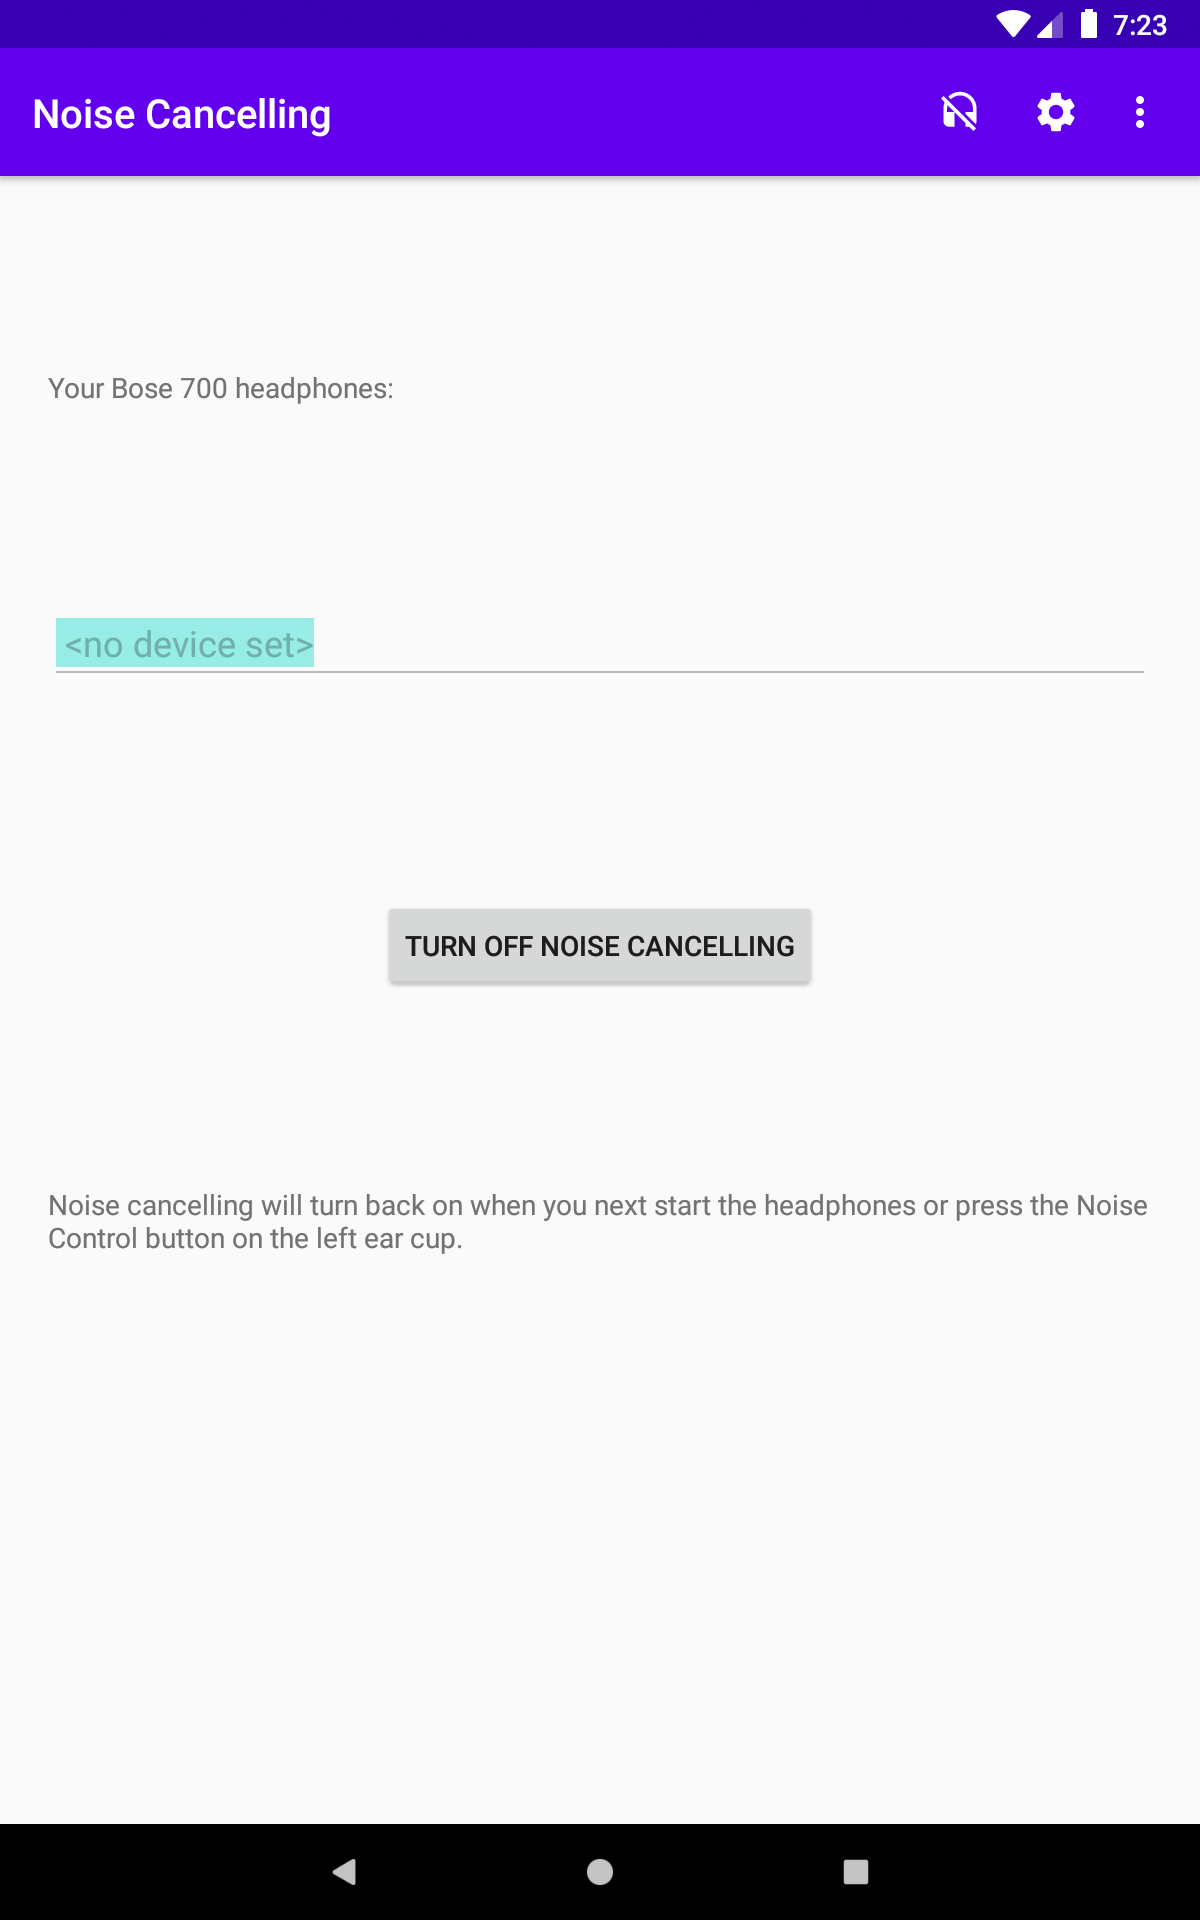 7:23
Noise Cancelling
Your Bose 700 headphones:
<no device set>
TURN OFF NOISE CANCELLING
Noise cancelling will turn back on when you next start the headphones or press the Noise
Control button on the left ear cup.